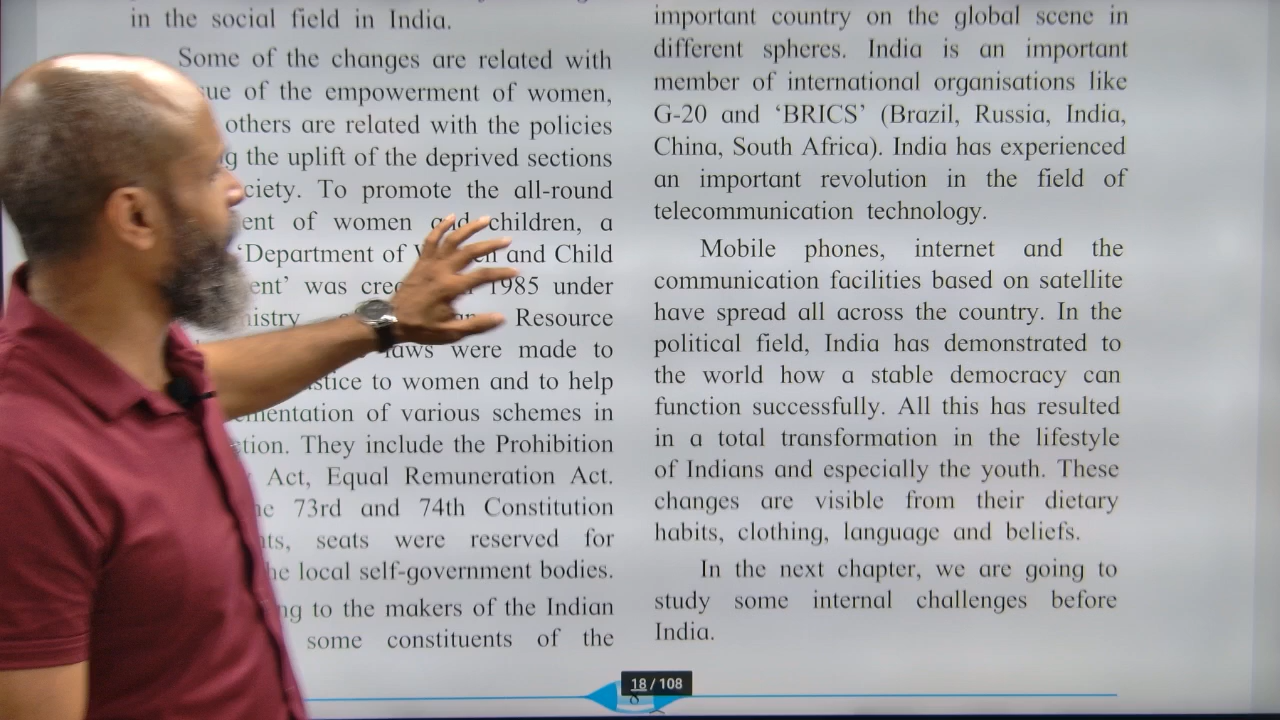 in the social field in India.
Some of the changes are related with
of the empowerment of women,
others are related with the policies
the uplift of the deprived sections
To promote the all-round
of women and children, a
'Department of and Child
was 1985 under
Resource
laws were made to
to women and to help
of various schemes in
They include the Prohibition
Act, Equal Remuneration Act.
73rd and 74th Constitution
seats were reserved for
local self-government bodies.
to the makers of the Indian
some constituents of the
important country on the global scene in
different spheres. India is an important
member of international organisations like
G-20 and ‘BRICS’ (Brazil, Russia, India,
China, South Africa). India has experienced
an important revolution in the field of
telecommunication technology.
Mobile phones, internet and the
communication facilities based on satellite
have spread all across the country. In the
political field, India has demonstrated to
the world how a stable democracy can
function successfully. All this has resulted
in a total transformation in the lifestyle
of Indians and especially the youth. These
changes are visible from their dietary
habits, clothing, language and beliefs.
In the next chapter, we are going to
study some internal challenges before
India.
18 / 108